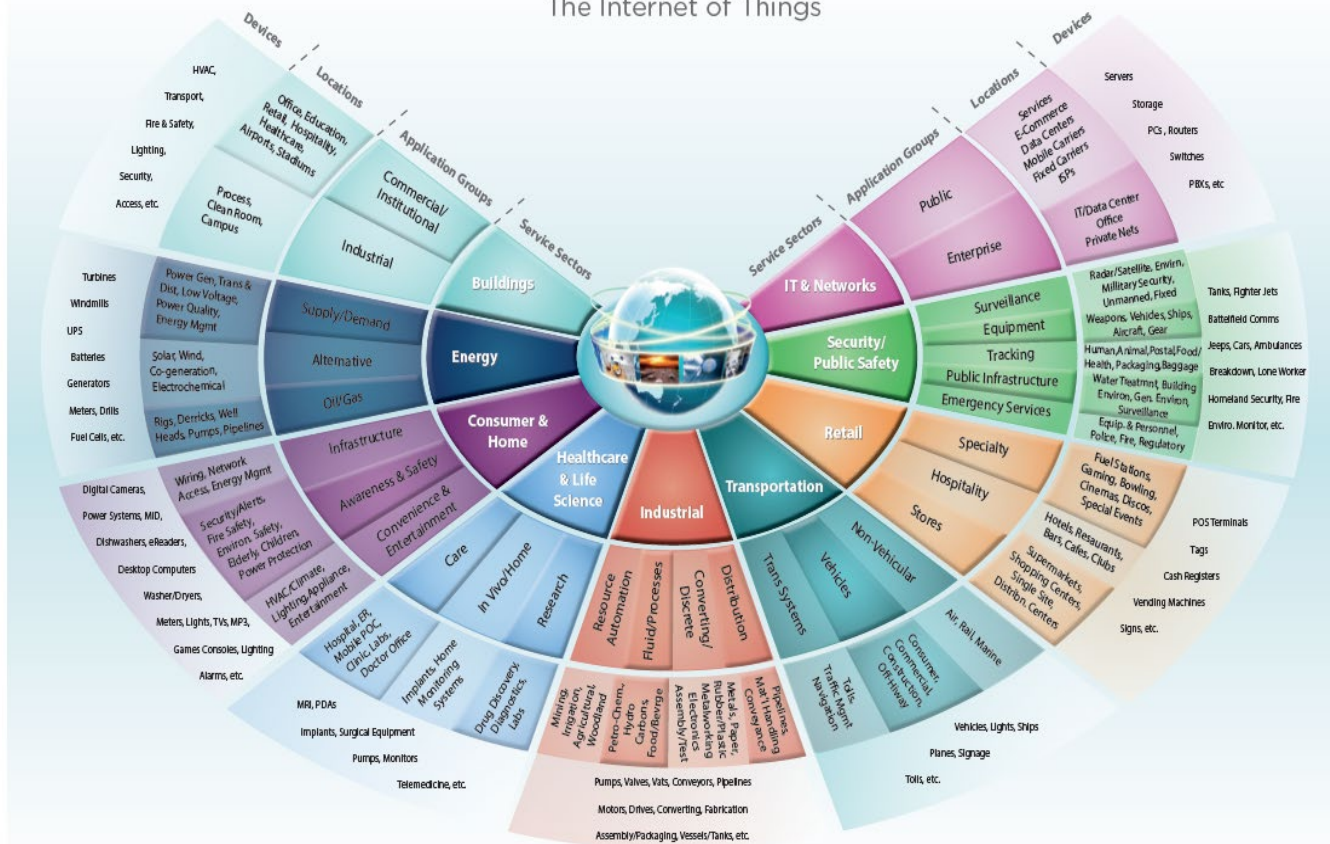 The Internet of Things
Devices
Locations
Application Groups
Service Sectors
Service Sectors
Application Groups
Locations
Devices
Buildings
Commercial/
Institutional
Industrial
Office, Education,
Retail, Hospitality,
Healthcare,
Airports, Stadiums
Process,
Clean Room,
Campus
HVAC,
Transport,
Fire & Safety,
Lighting,
Security,
Access, etc.
Energy
Supply/Demand
Alternative
Oil/Gas
Power Gen, Trans &
Dist, Low Voltage,
Power Quality,
Energy Mgmt
Solar, Wind,
Co-generation,
Electrochemical
Rigs, Derricks, Well
Heads, Pumps, Pipelines
Turbines
Windmills
UPS
Batteries
Generators
Meters, Drills
Fuel Cells, etc.
Consumer &
Home
Infrastructure
Awareness & Safety
Convenience &
Entertainment
Wiring, Network
Access, Energy Mgmt
Security/Alerts,
Fire Safety,
Environ. Safety,
Elderly, Children,
Power Protection
HVAC/Climate,
Lighting,Appliance,
Entertainment
Digital Cameras,
Power Systems, MID,
Dishwashers, eReaders,
Desktop Computers
Washer/Dryers,
Meters, Lights, TVs, MP3,
Games Consoles, Lighting
Alarms, etc.
Healthcare
& Life
Science
Care
In Vivo/Home
Research
Hospital, ER,
Mobile POC,
Clinic, Labs,
Doctor Office
Implants, Home
Monitoring
Systems
Drug Discovery,
Diagnostics,
Labs
MRI, PDAs
Implants, Surgical Equipment
Pumps, Monitors
Telemedicine, etc.
Industrial
Resource
Automation
Fluid/Processes
Converting/
Discrete
Distribution
Mining,
Irrigation,
Agricultural,
Woodland
Petro-Chem,
Hydro
Carbons,
Food/Bevrge
Metals, Paper,
Rubber/Plastic
Metalworking
Electronics
Assembly/Test
Pipelines,
Mat'l Handling
Conveyance
Pumps, Valves, Vats, Conveyors, Pipelines
Motors, Drives, Converting, Fabrication
Assembly/Packaging, Vessels/Tanks, etc.
Transportation
Trans Systems
Vehicles
Non-Vehicular
Tolls,
Traffic Mgmt
Navigation
Consumer,
Commercial,
Construction,
Off-Hway
Air, Rail, Marine
Vehicles, Lights, Ships
Planes, Signage
Tolls, etc.
Retail
Specialty
Hospitality
Stores
Fuel Stations,
Gaming, Bowling,
Cinemas, Discos,
Special Events
Hotels, Resaurants,
Bars, Cafes, Clubs
Supermarkets,
Shopping Centers,
Single Site,
Distribn. Centers
POS Terminals
Tags
Cash Registers
Vending Machines
Signs, etc.
Security/
Public Safety
Surveillance
Equipment
Tracking
Public Infrastructure
Emergency Services
Radar/Satellite, Envirn,
Millitary Security,
Unmanned, Fixed
Weapons, Vehicles, Ships,
Aircraft, Gear
Human,Animal,Postal,Food/
Health, Packaging,Baggage
Water Treatmnt, Building
Environ, Gen. Environ,
Surveillance
Equip. & Personnel,
Police, Fire, Regulatory
Tanks, Fighter Jets
Battelfield Comms
Jeeps, Cars, Ambulances
Breakdown, Lone Worker
Homeland Security, Fire
Enviro. Monitor, etc.
IT & Networks
Public
Enterprise
Services
E-Commerce
Data Centers
Mobile Carriers
Fixed Carriers
ISPs
IT/Data Center
Office
Private Nets
Servers
Storage
PCs , Routers
Switches
PBXs, etc